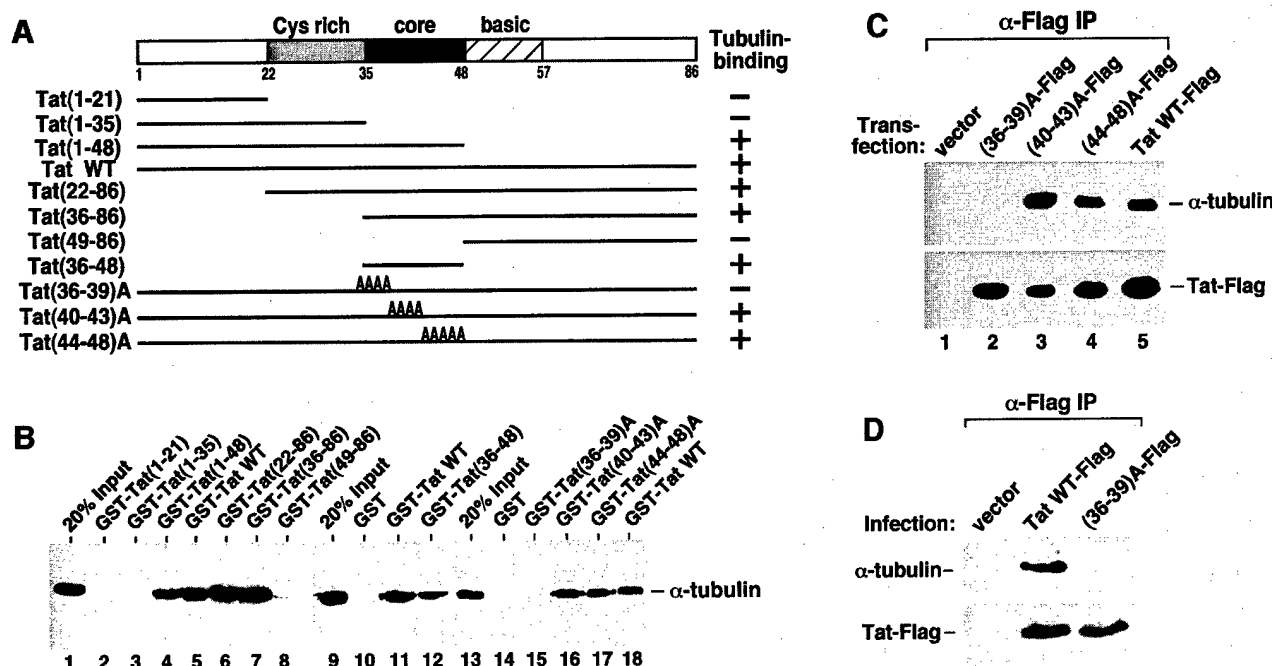 A
Cys rich core basic
Tubulin-
binding
1 22 35 48 57 86
Tat(1-21) −
Tat(1-35) −
Tat(1-48) +
Tat WT +
Tat(22-86) +
Tat(36-86) +
Tat(49-86) −
Tat(36-48) +
Tat(36-39)A AAAA −
Tat(40-43)A AAAA +
Tat(44-48)A AAAAA +
B
20% Input
GST-Tat(1-21)
GST-Tat(1-35)
GST-Tat(1-48)
GST-Tat WT
GST-Tat(22-86)
GST-Tat(36-86)
GST-Tat(49-86)
20% Input
GST
GST-Tat WT
GST-Tat(36-48)
20% Input
GST
GST-Tat(36-39)A
GST-Tat(40-43)A
GST-Tat(44-48)A
GST-Tat WT
α-tubulin
1 2 3 4 5 6 7 8 9 10 11 12 13 14 15 16 17 18
C
α-Flag IP
Trans-
fection:
vector
(36-39)A-Flag
(40-43)A-Flag
(44-48)A-Flag
Tat WT-Flag
α-tubulin
Tat-Flag
1 2 3 4 5
D
α-Flag IP
Infection:
vector
Tat WT-Flag
(36-39)A-Flag
α-tubulin
Tat-Flag